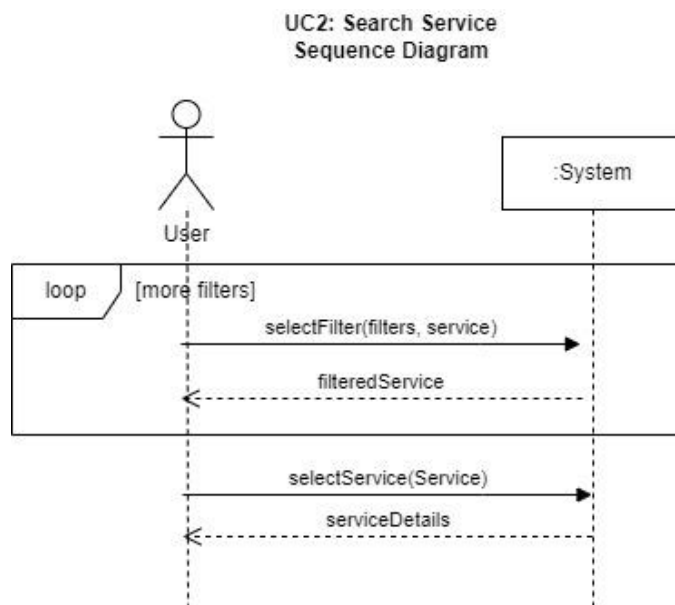 UC2: Search Service
Sequence Diagram
:System
User
loop
[more filters]
selectFilter(filters, service)
filteredService
selectService(Service)
serviceDetails